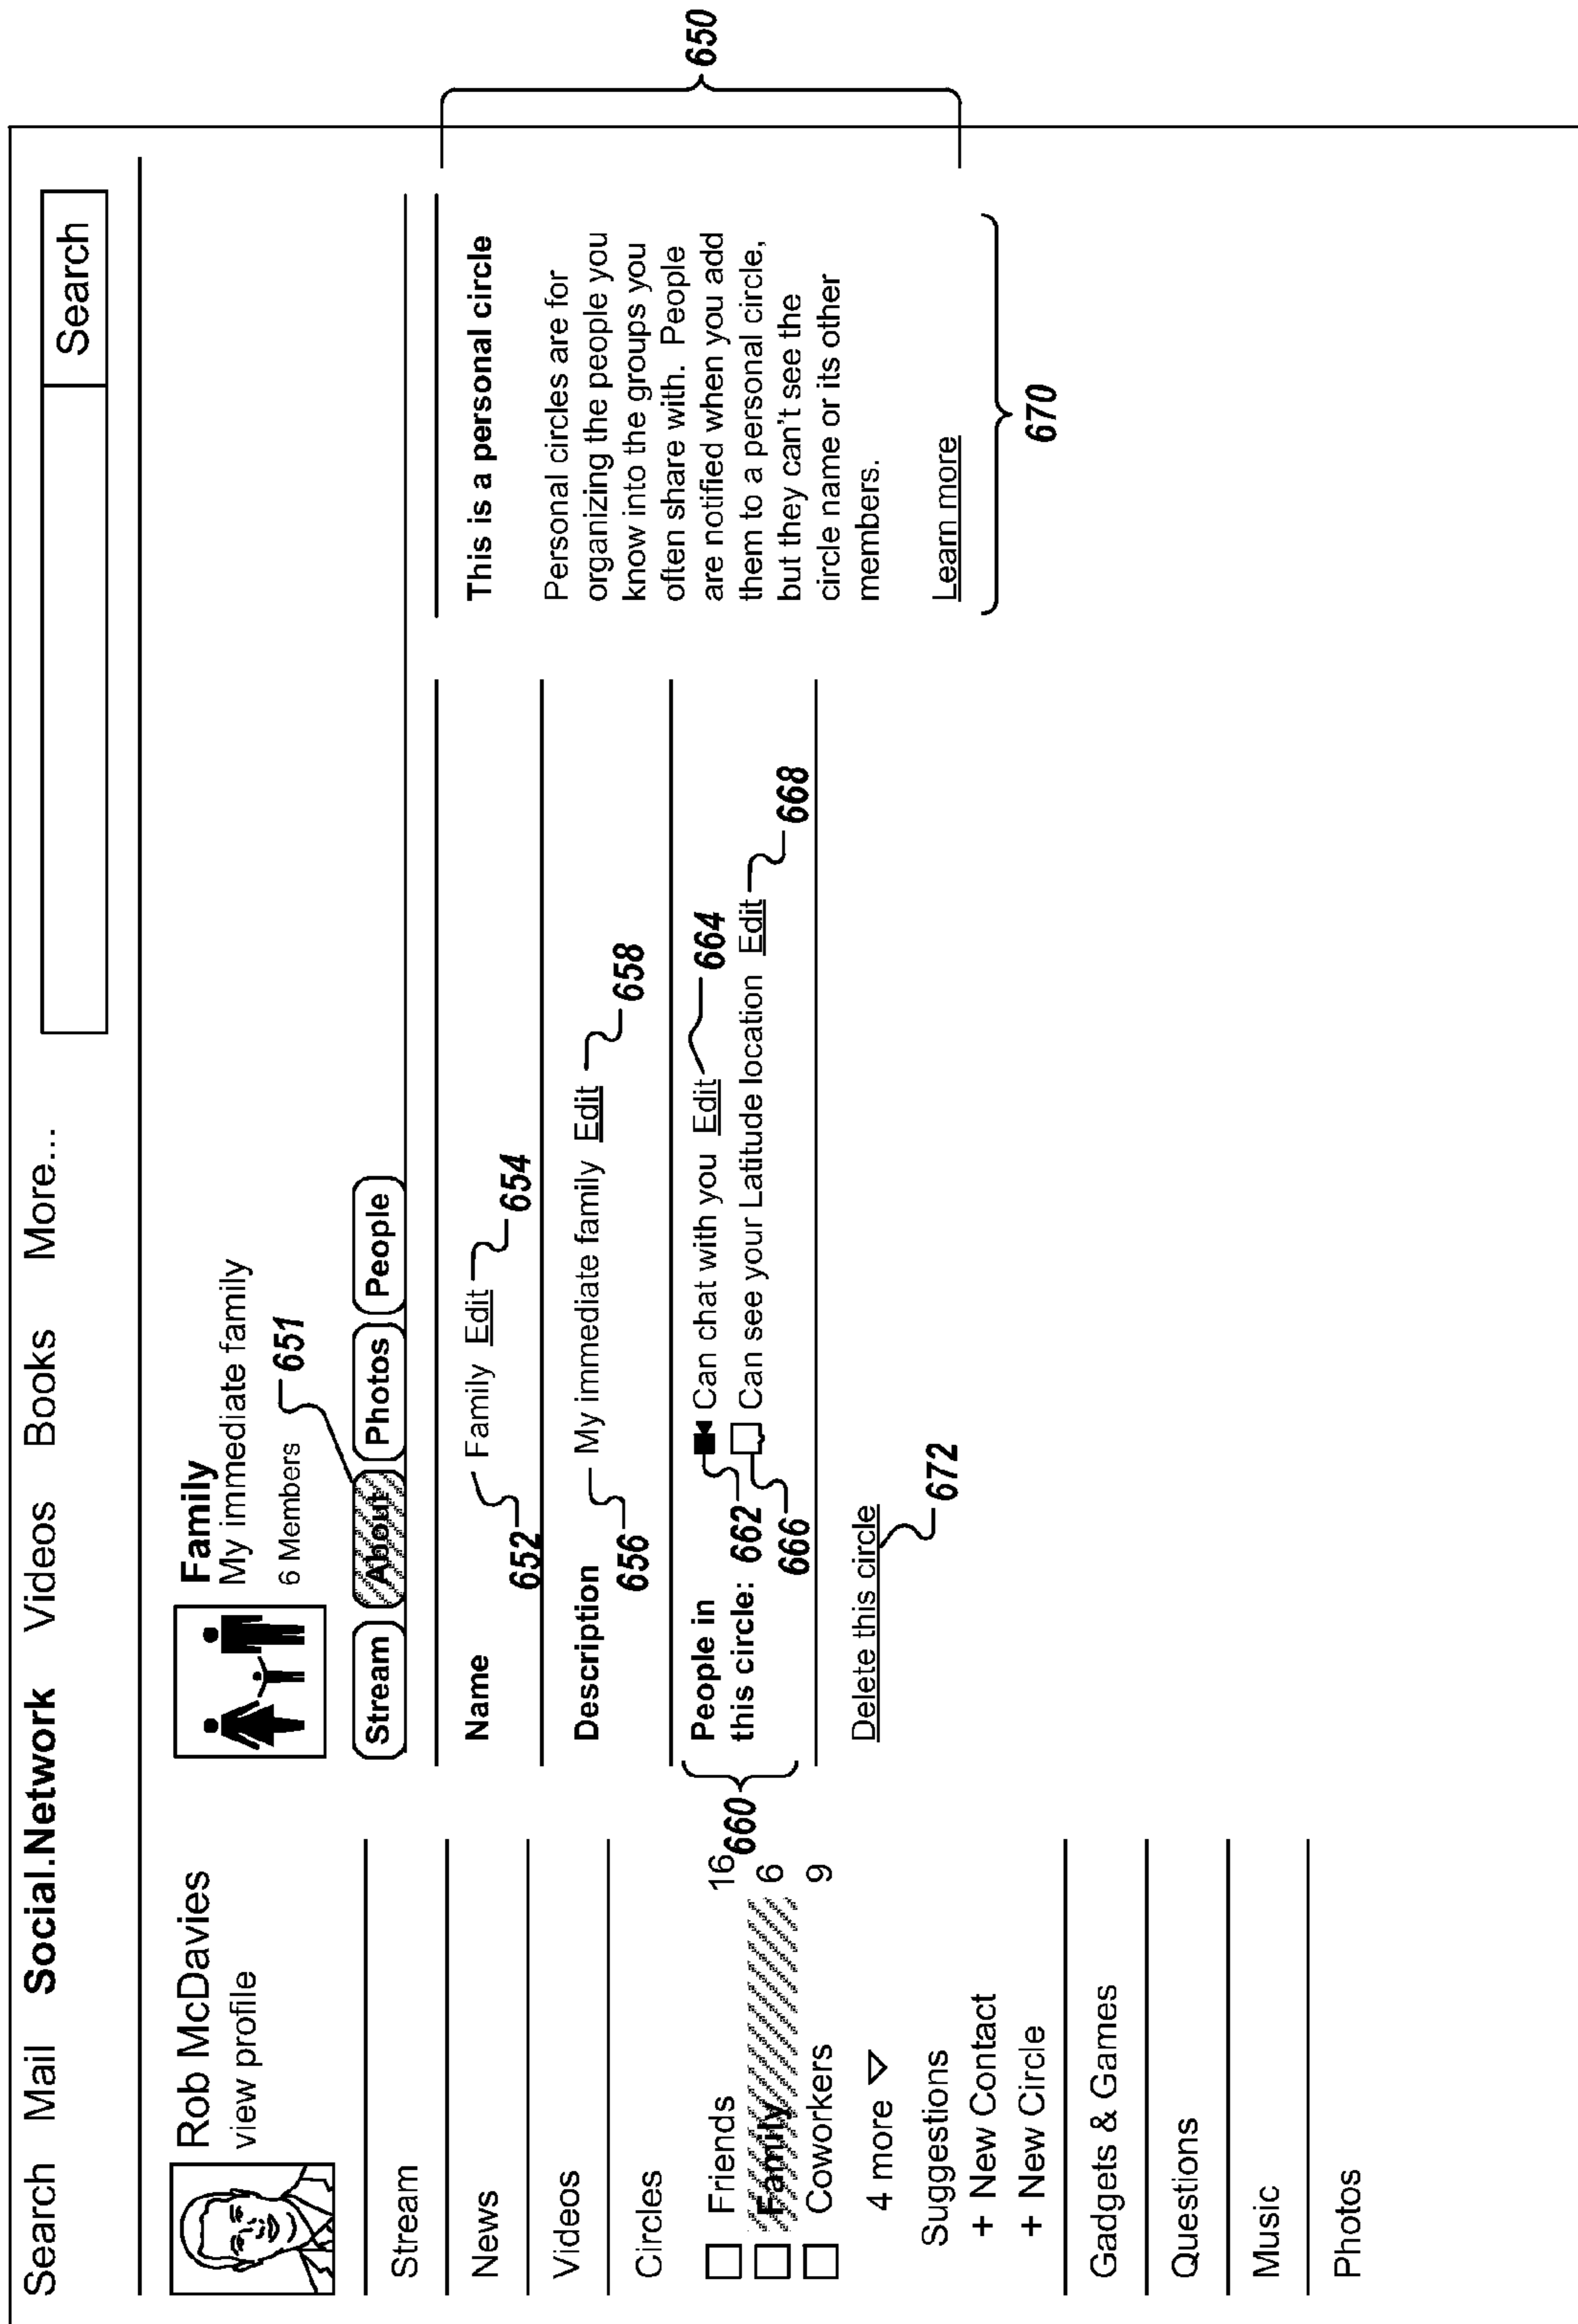 Search Mail Social.Network Videos Books More... Search
Rob McDavies
view profile
Stream
News
Videos
Circles
Friends 16
Family 6
Coworkers 9
4 more
Suggestions
+ New Contact
+ New Circle
Gadgets & Games
Questions
Music
Photos
Family
My immediate family
6 Members
651
Stream About Photos People
Name Family Edit
652 654
Description My immediate family Edit
656 658
660
People in Can chat with you Edit 664
this circle: 662 Can see your Latitude location Edit
666 668
Delete this circle
672
This is a personal circle
Personal circles are for
organizing the people you
know into the groups you
often share with. People
are notified when you add
them to a personal circle,
but they can't see the
circle name or its other
members.
Learn more
670
650